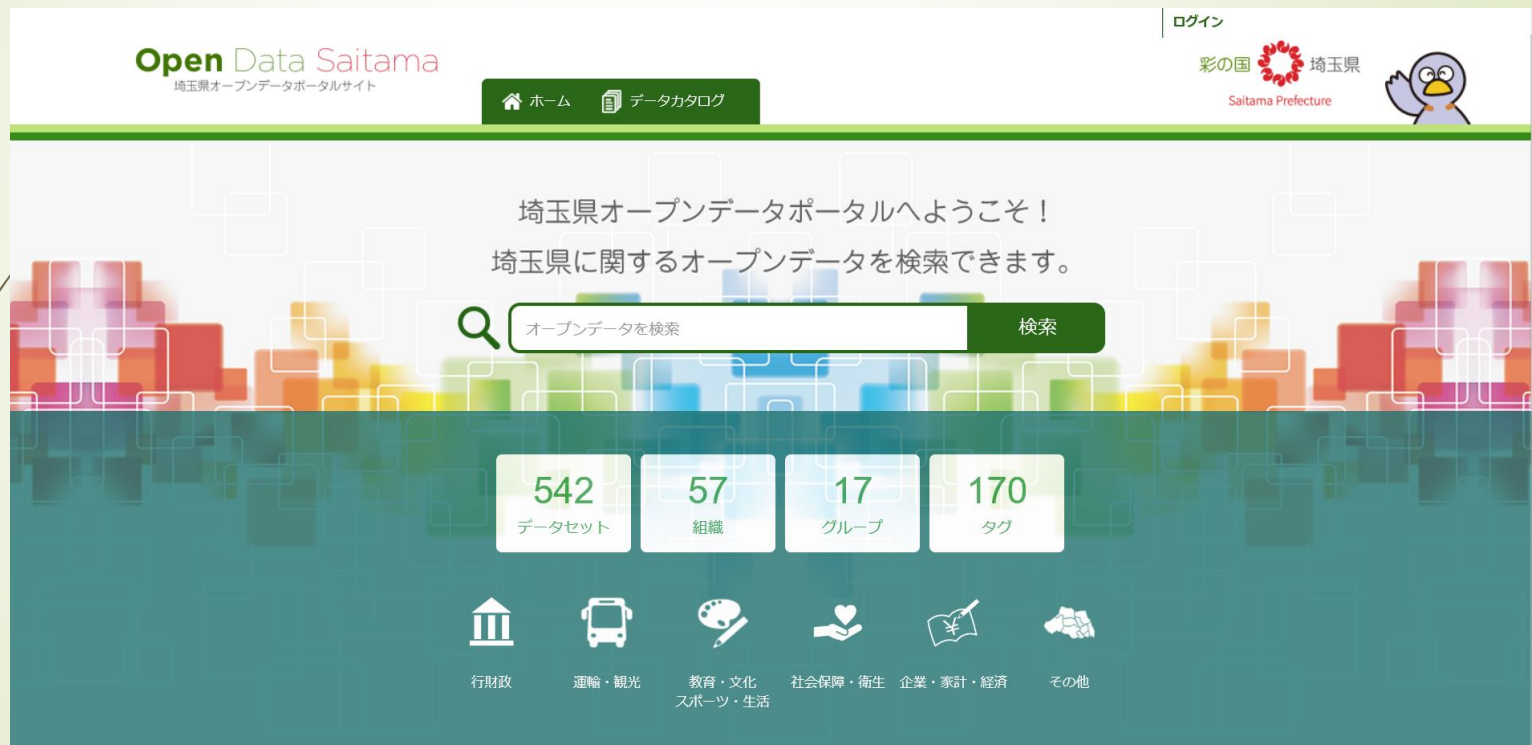 ログイン
Open Data Saitama
埼玉県オープンデータポータルサイト
ホーム データカタログ
彩の国 埼玉県
Saitama Prefecture
埼玉県オープンデータポータルへようこそ！
埼玉県に関するオープンデータを検索できます。
オープンデータを検索 検索
542 57 17 170
データセット 組織 グループ タグ
¥
行財政 運輸・観光 教育・文化 社会保障・衛生 企業・家計・経済 その他
スポーツ・生活